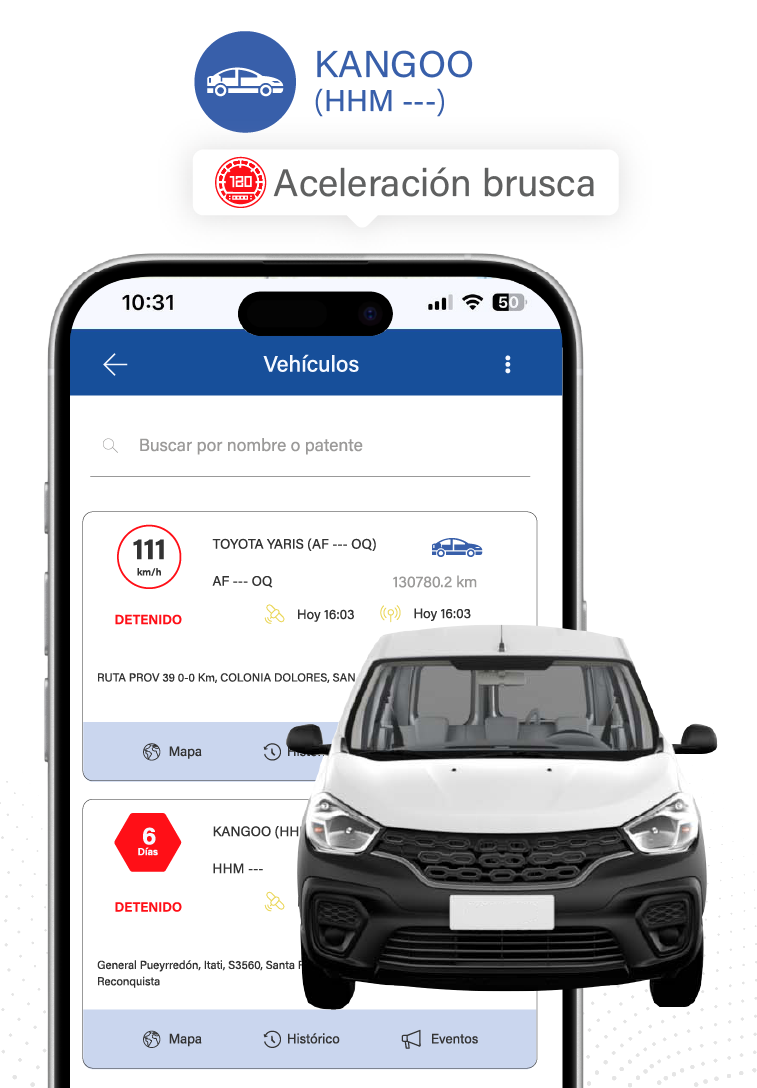 KANGOO
(HHM ---)
180 Aceleración brusca
10:31
50
Vehículos
Buscar por nombre o patente
111
km/h
TOYOTA YARIS (AF --- OQ)
AF --- OQ
130780.2 km
DETENIDO
Hoy 16:03
Hoy 16:03
RUTA PROV 39 0-0 Km, COLONIA DOLORES, SAN
Mapa
6
Días
KANGOO (HH
HHM ---
DETENIDO
General Pueyrredón, Itati, S3560, Santa
Reconquista
Mapa
Histórico
Eventos